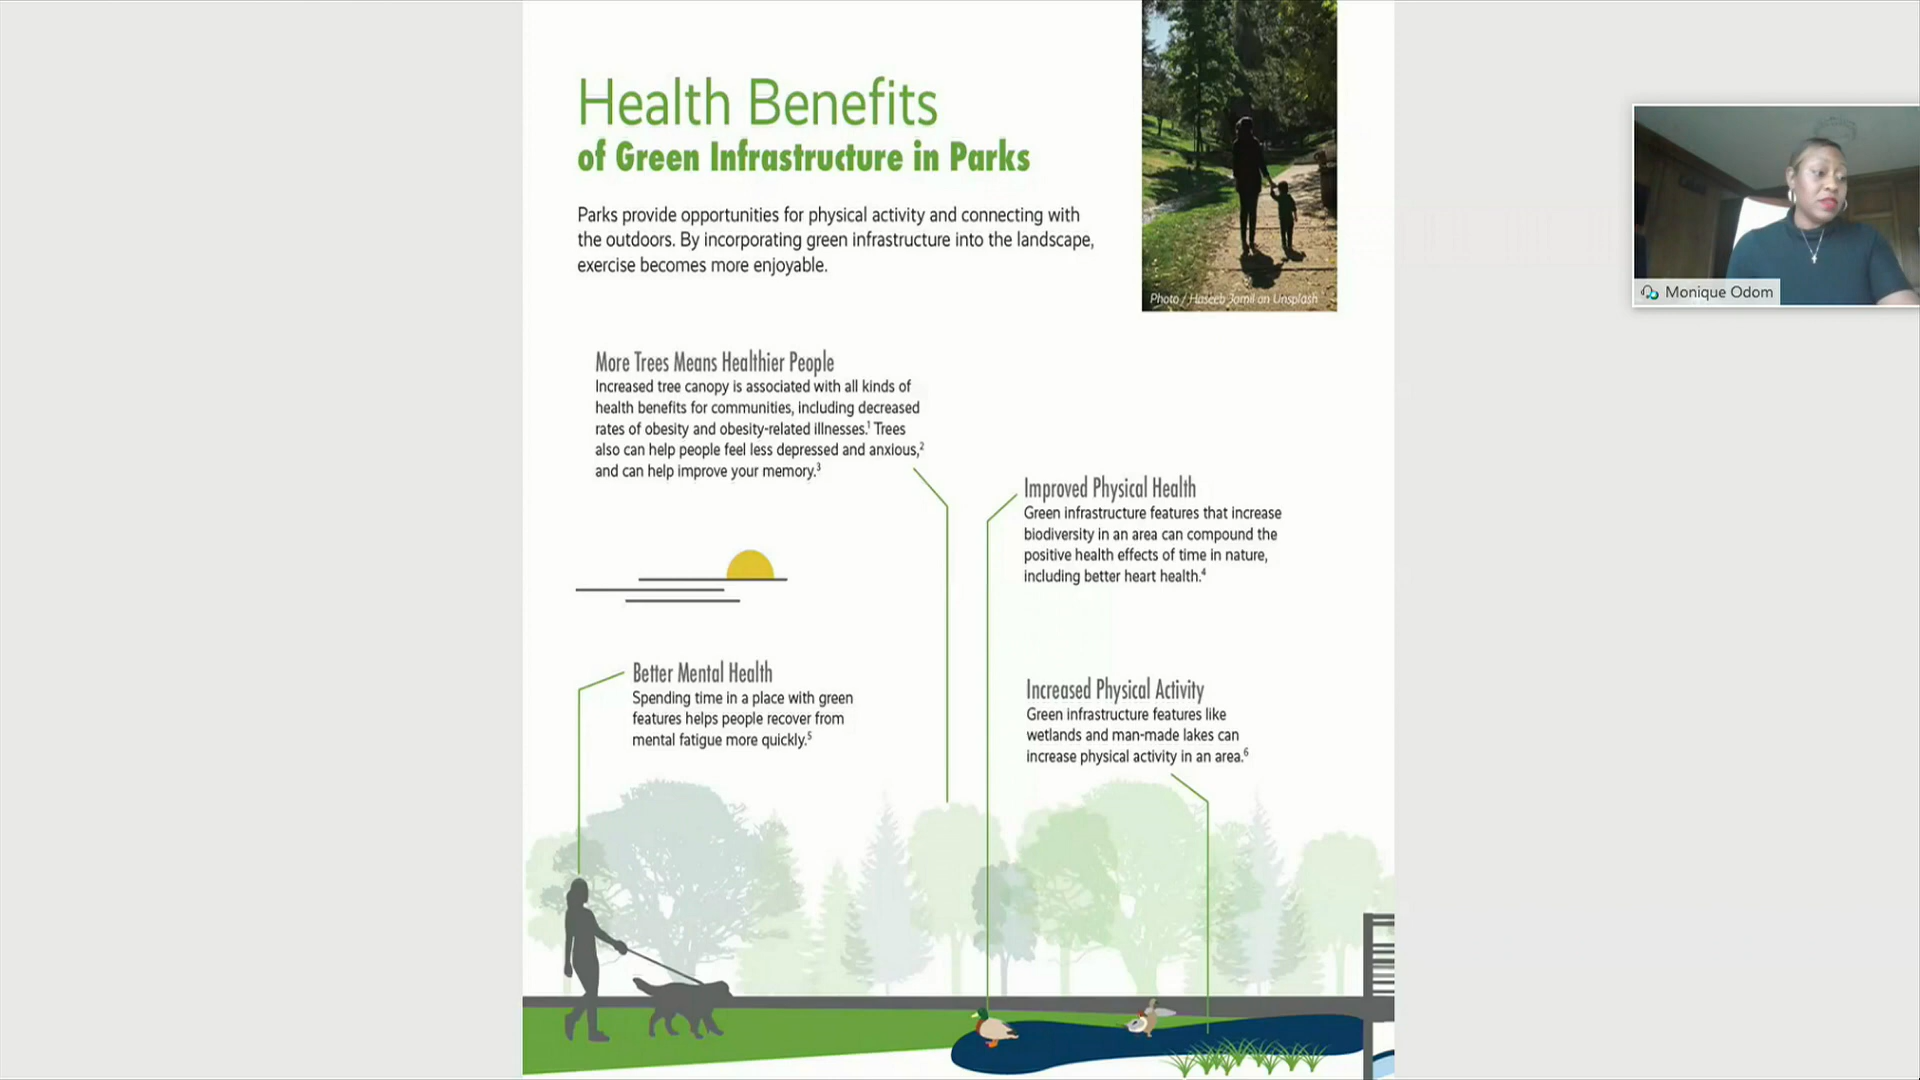 Health Benefits
of Green Infrastructure in Parks
Parks provide opportunities for physical activity and connecting with
the outdoors. By incorporating green infrastructure into the landscape,
exercise becomes more enjoyable.
Photo / Haseeb Jamil on Unsplash
Monique Odom
More Trees Means Healthier People
Increased tree canopy is associated with all kinds of
health benefits for communities, including decreased
rates of obesity and obesity-related illnesses.¹ Trees
also can help people feel less depressed and anxious,²
and can help improve your memory.³
Improved Physical Health
Green infrastructure features that increase
biodiversity in an area can compound the
positive health effects of time in nature,
including better heart health.⁴
Better Mental Health
Spending time in a place with green
features helps people recover from
mental fatigue more quickly.⁵
Increased Physical Activity
Green infrastructure features like
wetlands and man-made lakes can
increase physical activity in an area.⁶